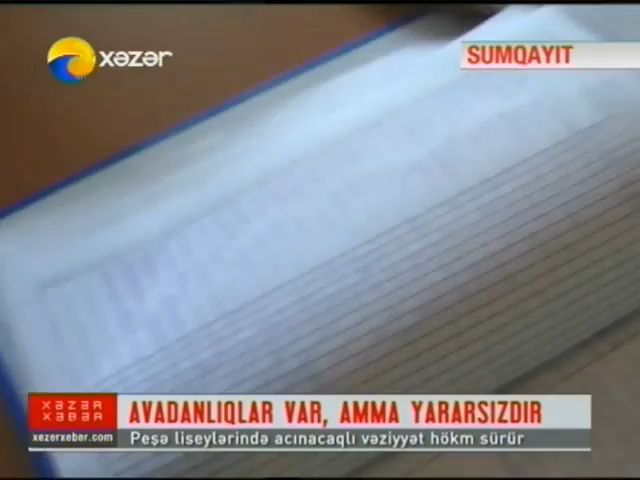 xəzər
SUMQAYIT
XəZəR
XəBəR
AVADANLIQLAR VAR, AMMA YARARSIZDIR
xezerxeber.com
Peşə liseylərində acınacaqlı vəziyyət hökm sürür